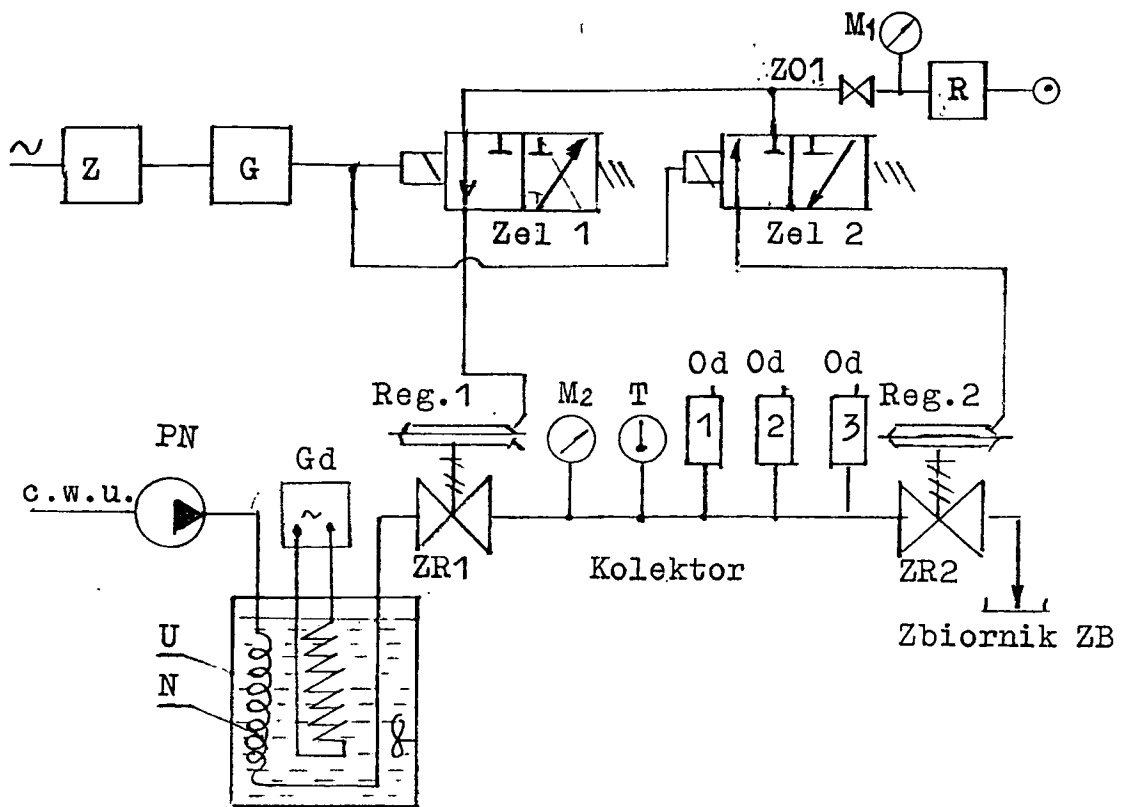 M1
ZO1
R
~
Z
G
Zel 1
Zel 2
Od
Od
Od
Reg.1
M2
T
1
2
3
Reg.2
PN
Gd
~
c.w.u.
ZR1
Kolektor
ZR2
Zbiornik ZB
U
N